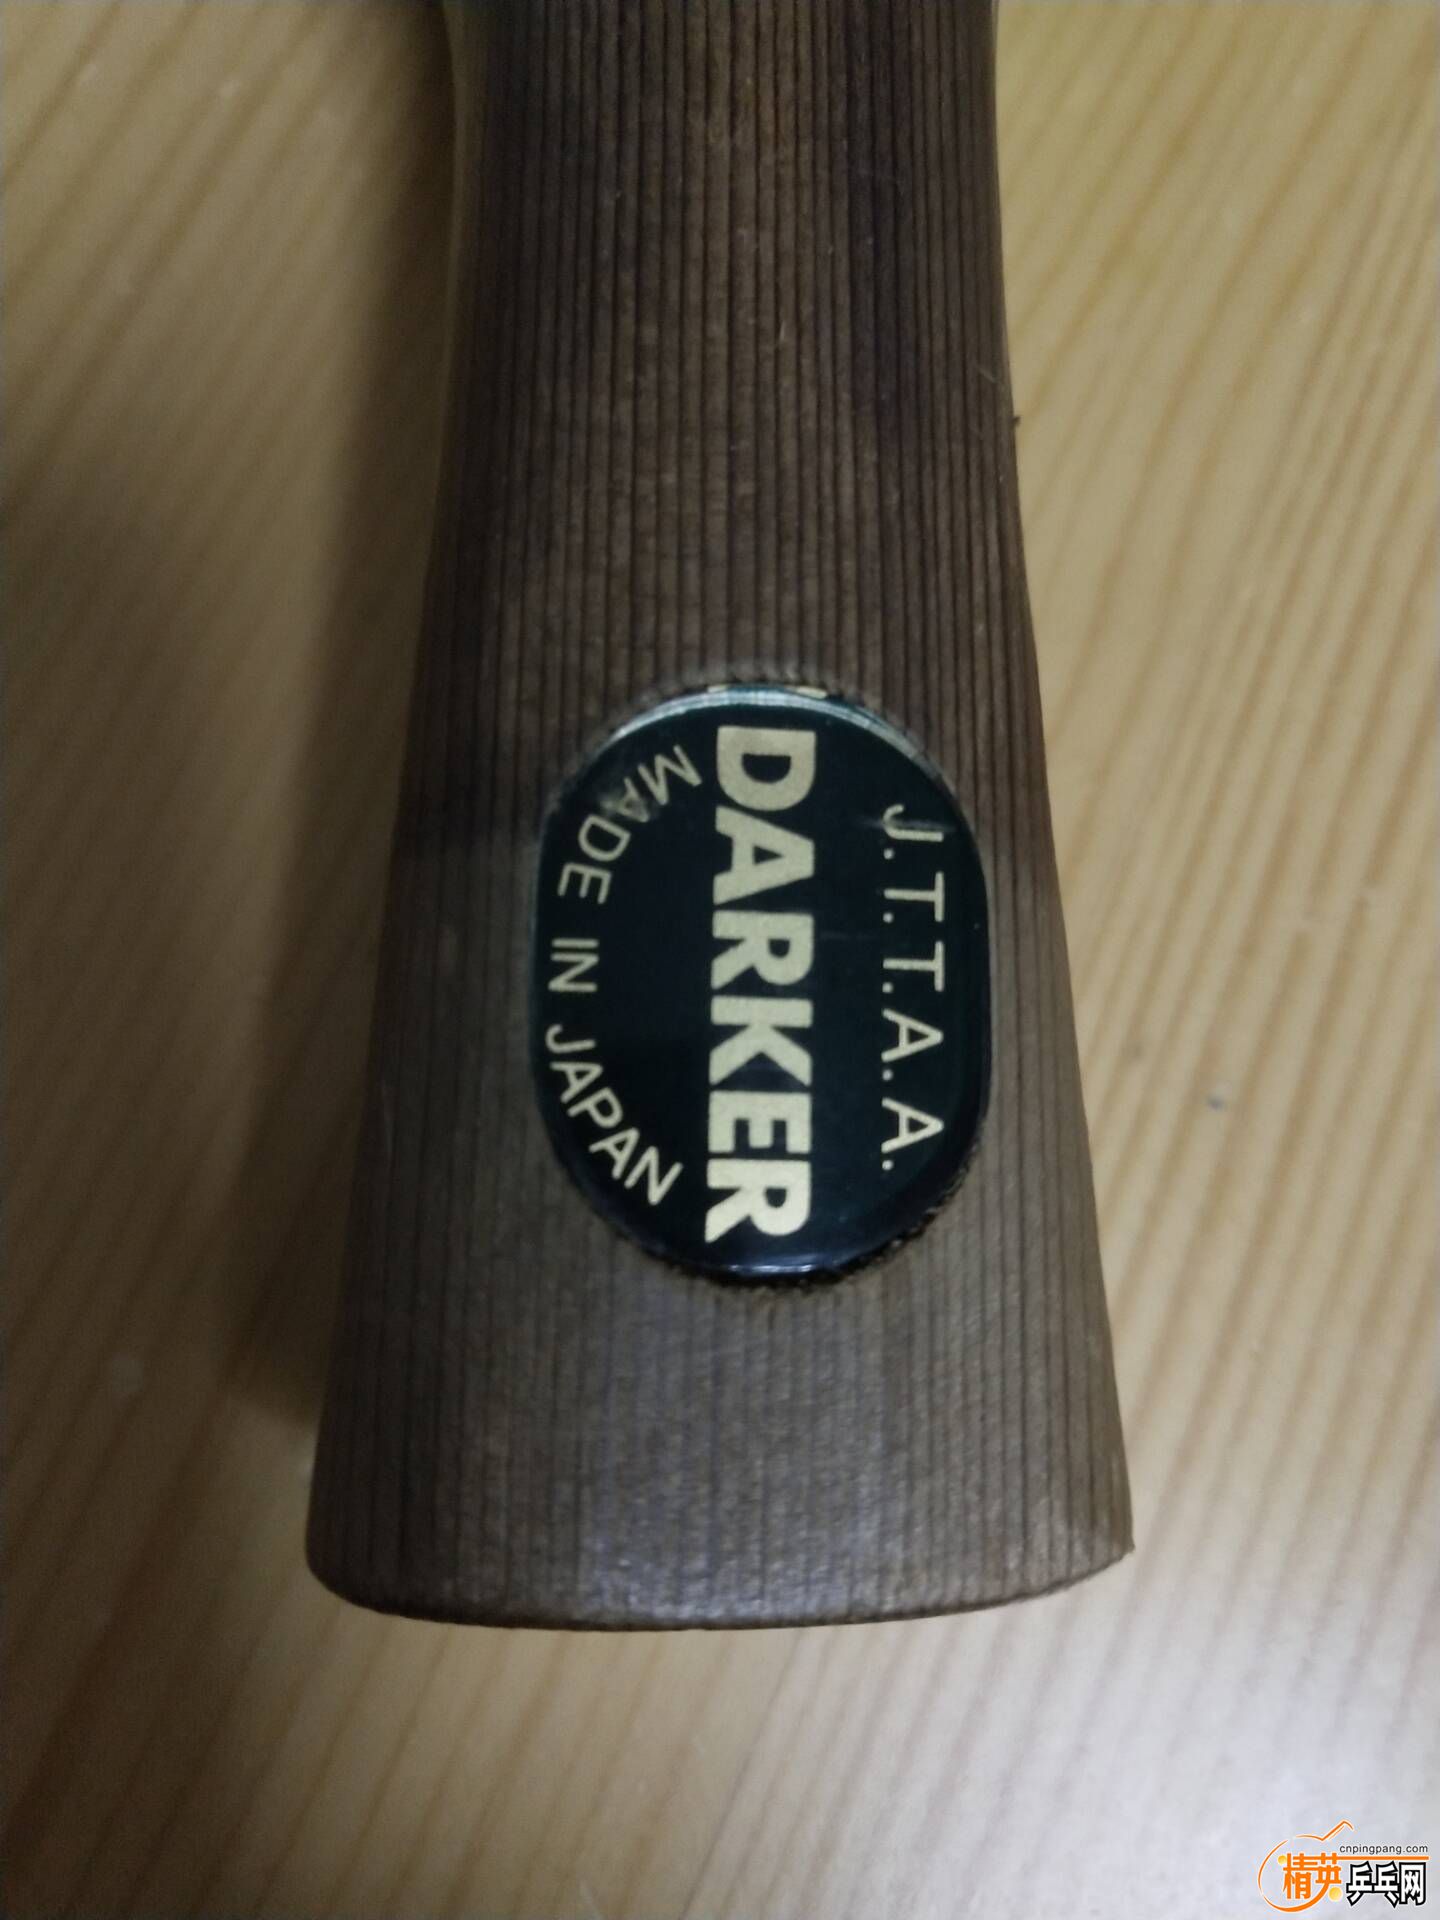 J.T.T.A.A.
DARKER
MADE IN JAPAN
cnpingpang.com
精英乒乓网